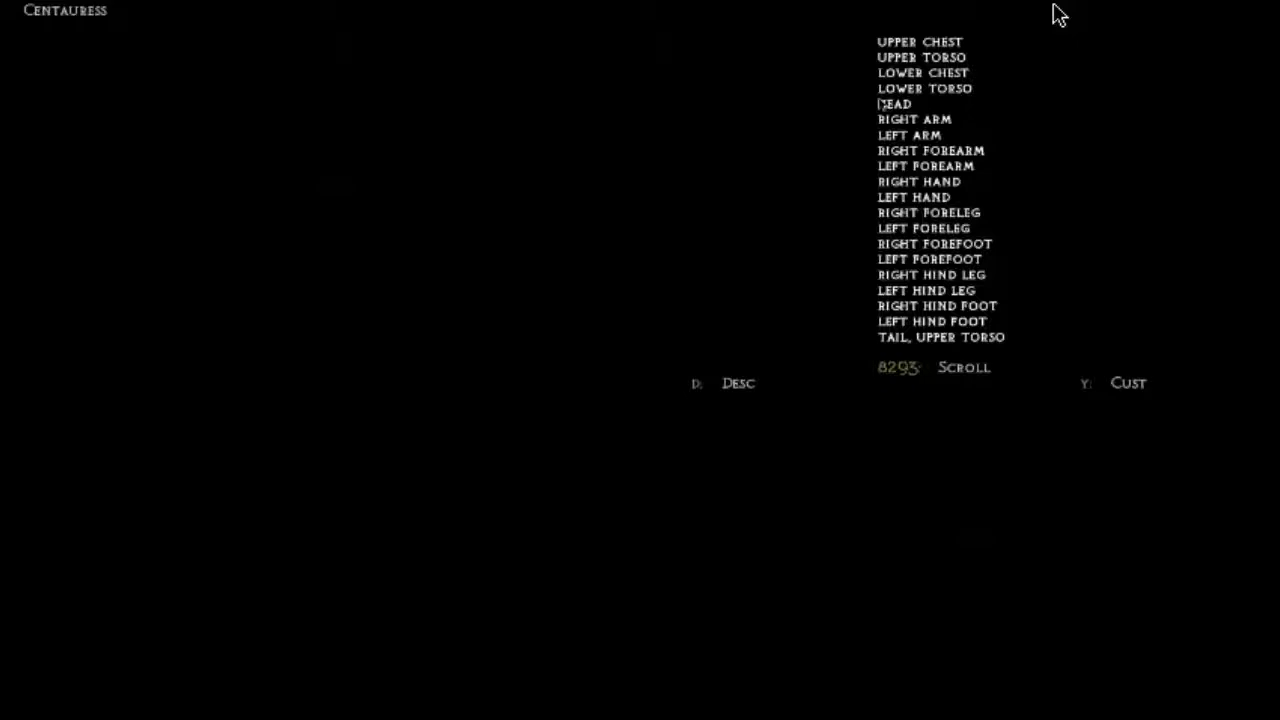 Centauress
UPPER CHEST
UPPER TORSO
LOWER CHEST
LOWER TORSO
HEAD
RIGHT ARM
LEFT ARM
RIGHT FOREARM
LEFT FOREARM
RIGHT HAND
LEFT HAND
RIGHT FORELEG
LEFT FORELEG
RIGHT FOREFOOT
LEFT FOREFOOT
RIGHT HIND LEG
LEFT HIND LEG
RIGHT HIND FOOT
LEFT HIND FOOT
TAIL, UPPER TORSO
8293: Scroll
D: Desc Y: Cust